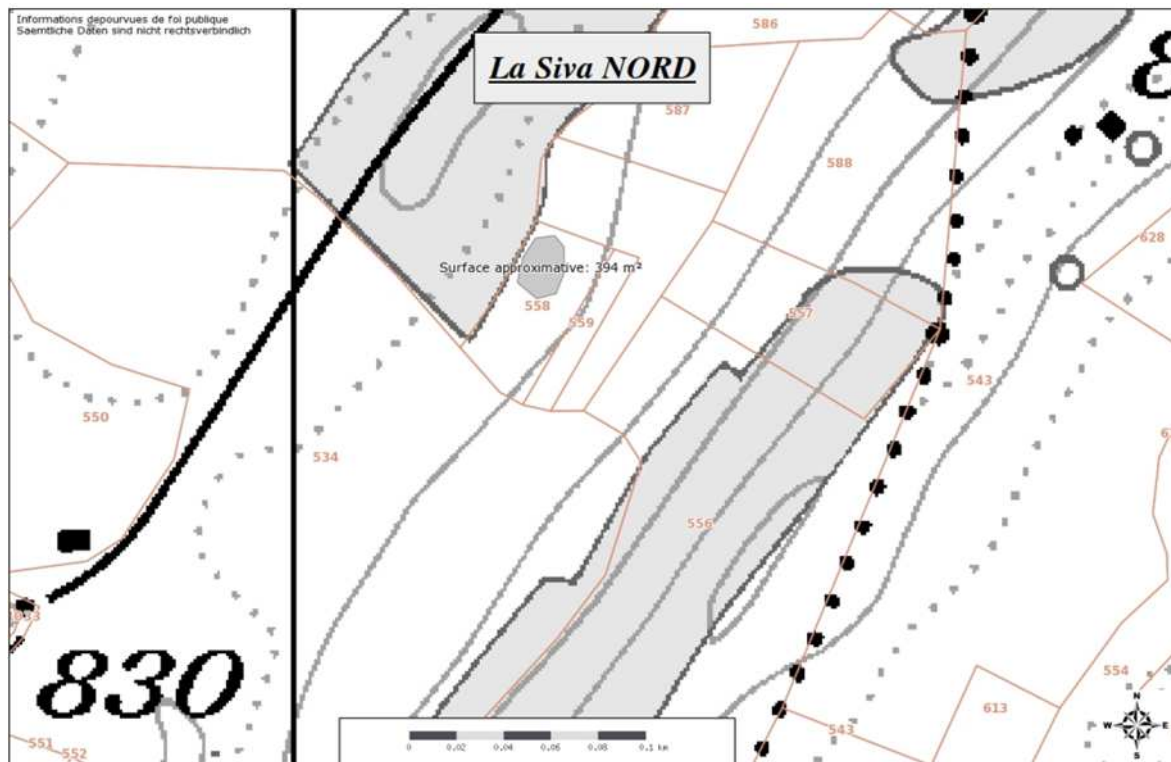 Informations depourvues de foi publique
Saemtliche Daten sind nicht rechtsverbindlich
La Siva NORD
586
587
588
628
Surface approximative: 394 m²
558
559
557
543
550
534
556
830
551
552
554
613
543
N
W E
S
0 0.02 0.04 0.06 0.08 0.1 km